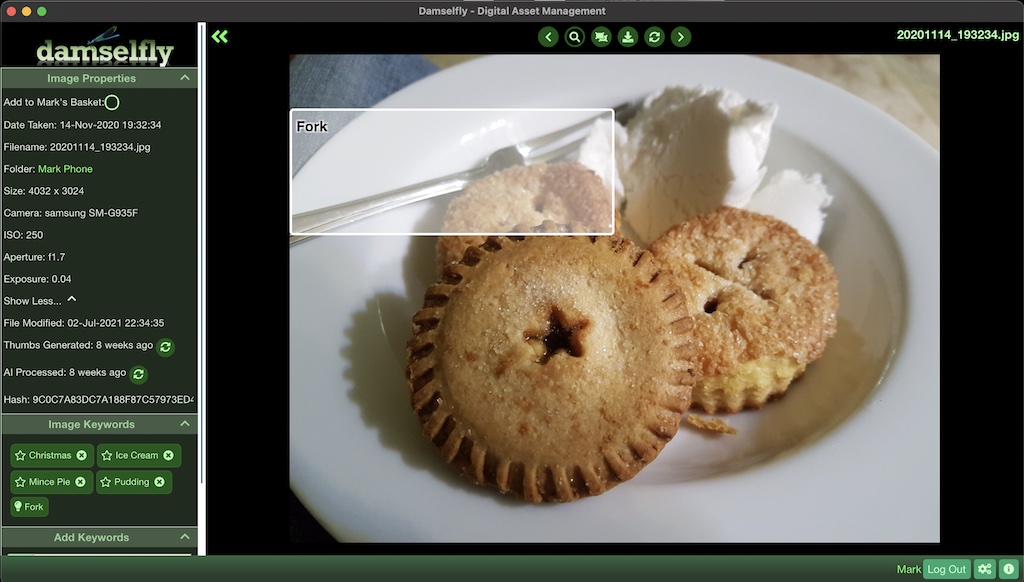 Damselfly - Digital Asset Management
damselfly
20201114_193234.jpg
Image Properties
Add to Mark's Basket:
Date Taken: 14-Nov-2020 19:32:34
Filename: 20201114_193234.jpg
Folder: Mark Phone
Size: 4032 x 3024
Camera: samsung SM-G935F
ISO: 250
Aperture: f1.7
Exposure: 0.04
Show Less...
File Modified: 02-Jul-2021 22:34:35
Thumbs Generated: 8 weeks ago
AI Processed: 8 weeks ago
Hash: 9C0C7A83DC7A188F87C57973ED4
Image Keywords
Christmas
Ice Cream
Mince Pie
Pudding
Fork
Add Keywords
Fork
Mark
Log Out